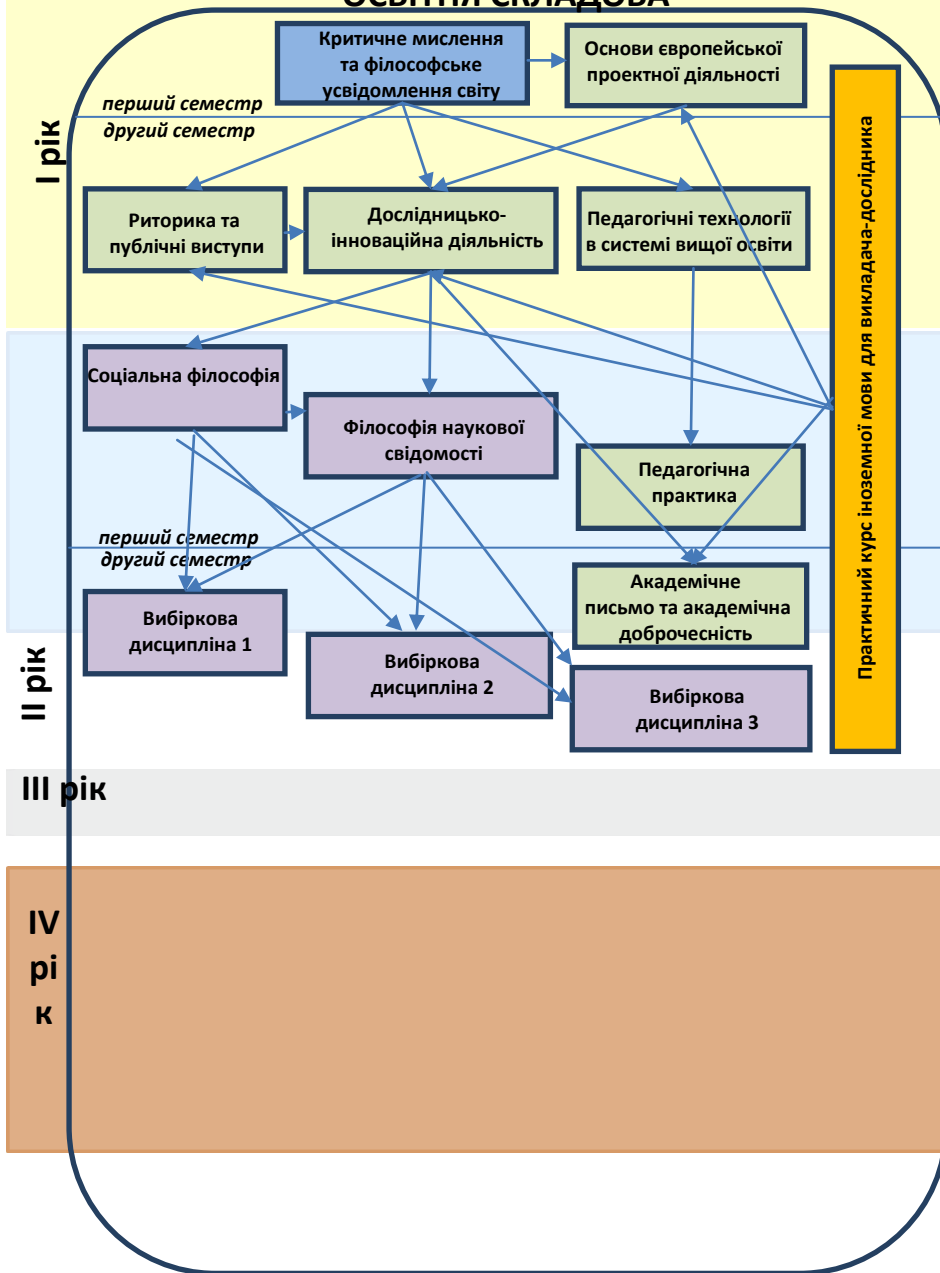 ОСВІТНЯ СКЛАДОВА
Критичне мислення
та філософське
усвідомлення світу
Основи європейської
проектної діяльності
перший семестр
другий семестр
І рік
Риторика та
публічні виступи
Дослідницько-
інноваційна діяльність
Педагогічні технології
в системі вищої освіти
Практичний курс іноземної мови для викладача-дослідника
Соціальна філософія
Філософія наукової
свідомості
Педагогічна
практика
перший семестр
другий семестр
ІІ рік
Вибіркова
дисципліна 1
Вибіркова
дисципліна 2
Академічне
письмо та академічна
доброчесність
Вибіркова
дисципліна 3
ІІІ рік
IV
рі
к